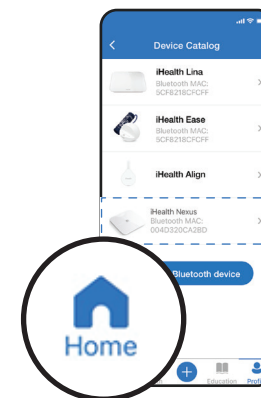 Device Catalog
iHealth Lina
Bluetooth MAC:
5CF8218CFCFF
iHealth Ease
Bluetooth MAC:
5CF8218CFCFF
iHealth Align
iHealth Nexus
Bluetooth MAC:
004D320CA2BD
Bluetooth device
Home
Education